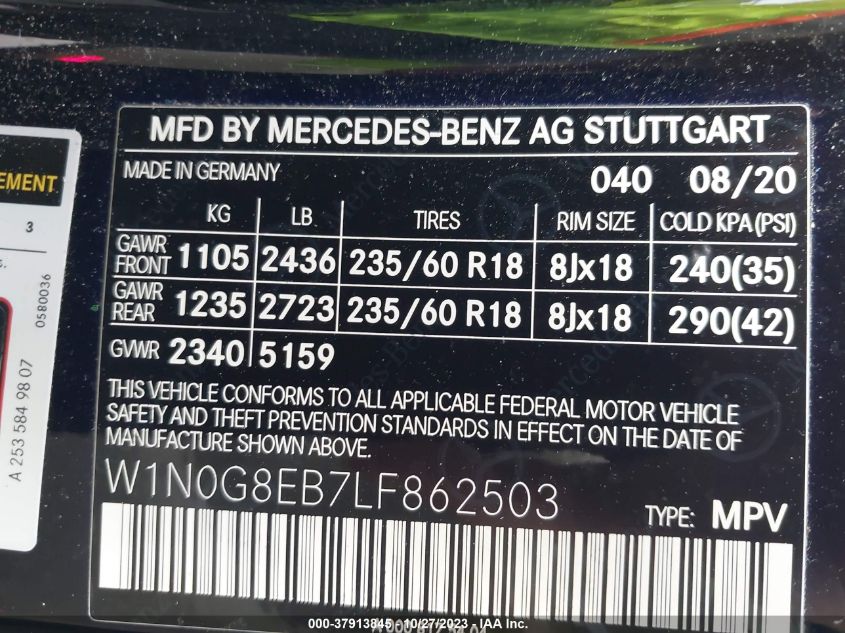 MFD BY MERCEDES-BENZ AG STUTTGART
MADE IN GERMANY 040 08/20
KG LB TIRES RIM SIZE COLD KPA(PSI)
GAWR FRONT 1105 2436 235/60 R18 8Jx18 240(35)
GAWR REAR 1235 2723 235/60 R18 8Jx18 290(42)
GVWR 2340 5159
THIS VEHICLE CONFORMS TO ALL APPLICABLE FEDERAL MOTOR VEHICLE
SAFETY AND THEFT PREVENTION STANDARDS IN EFFECT ON THE DATE OF
MANUFACTURE SHOWN ABOVE.
W1N0G8EB7LF862503
TYPE: MPV
EMENT
3
s.
0580036
A 253 584 98 07
000-37913845 - 10/27/2023 - IAA Inc.